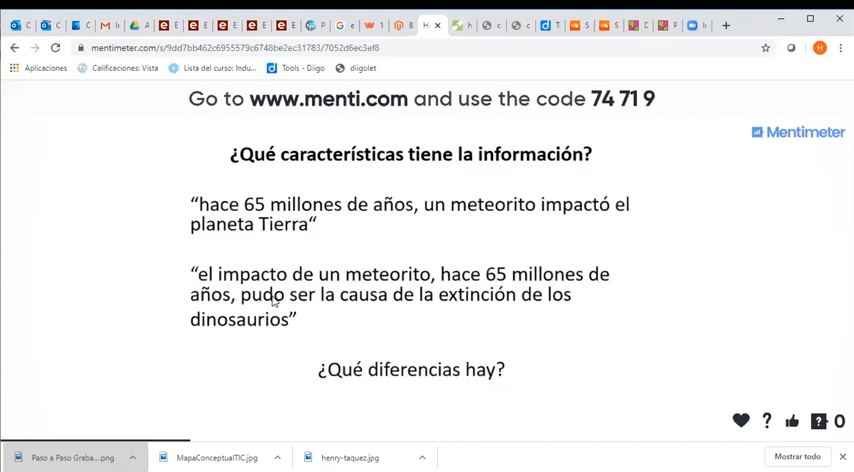 mentimeter.com/s/9dd7bb462c6955579c6748be2ec31783/7052d6ec3ef8
Aplicaciones
Calificaciones: Vista
Lista del curso: Indu...
Tools - Diigo
diigolet
Go to www.menti.com and use the code 74 71 9
Mentimeter
¿Qué características tiene la información?
“hace 65 millones de años, un meteorito impactó el
planeta Tierra“
“el impacto de un meteorito, hace 65 millones de
años, pudo ser la causa de la extinción de los
dinosaurios”
¿Qué diferencias hay?
0
Paso a Paso Graba....png
MapaConceptualTIC.jpg
henry-taquez.jpg
Mostrar todo